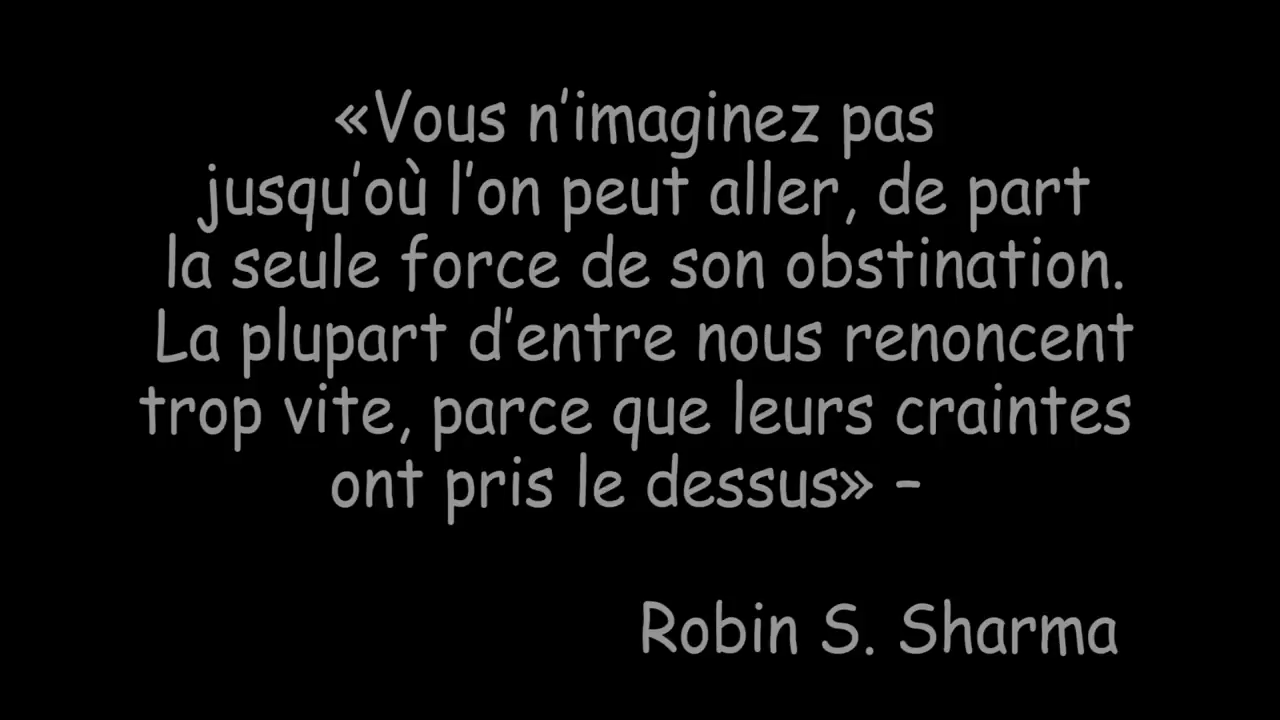 «Vous n’imaginez pas
jusqu’où l’on peut aller, de part
la seule force de son obstination.
La plupart d’entre nous renoncent
trop vite, parce que leurs craintes
ont pris le dessus» –
Robin S. Sharma